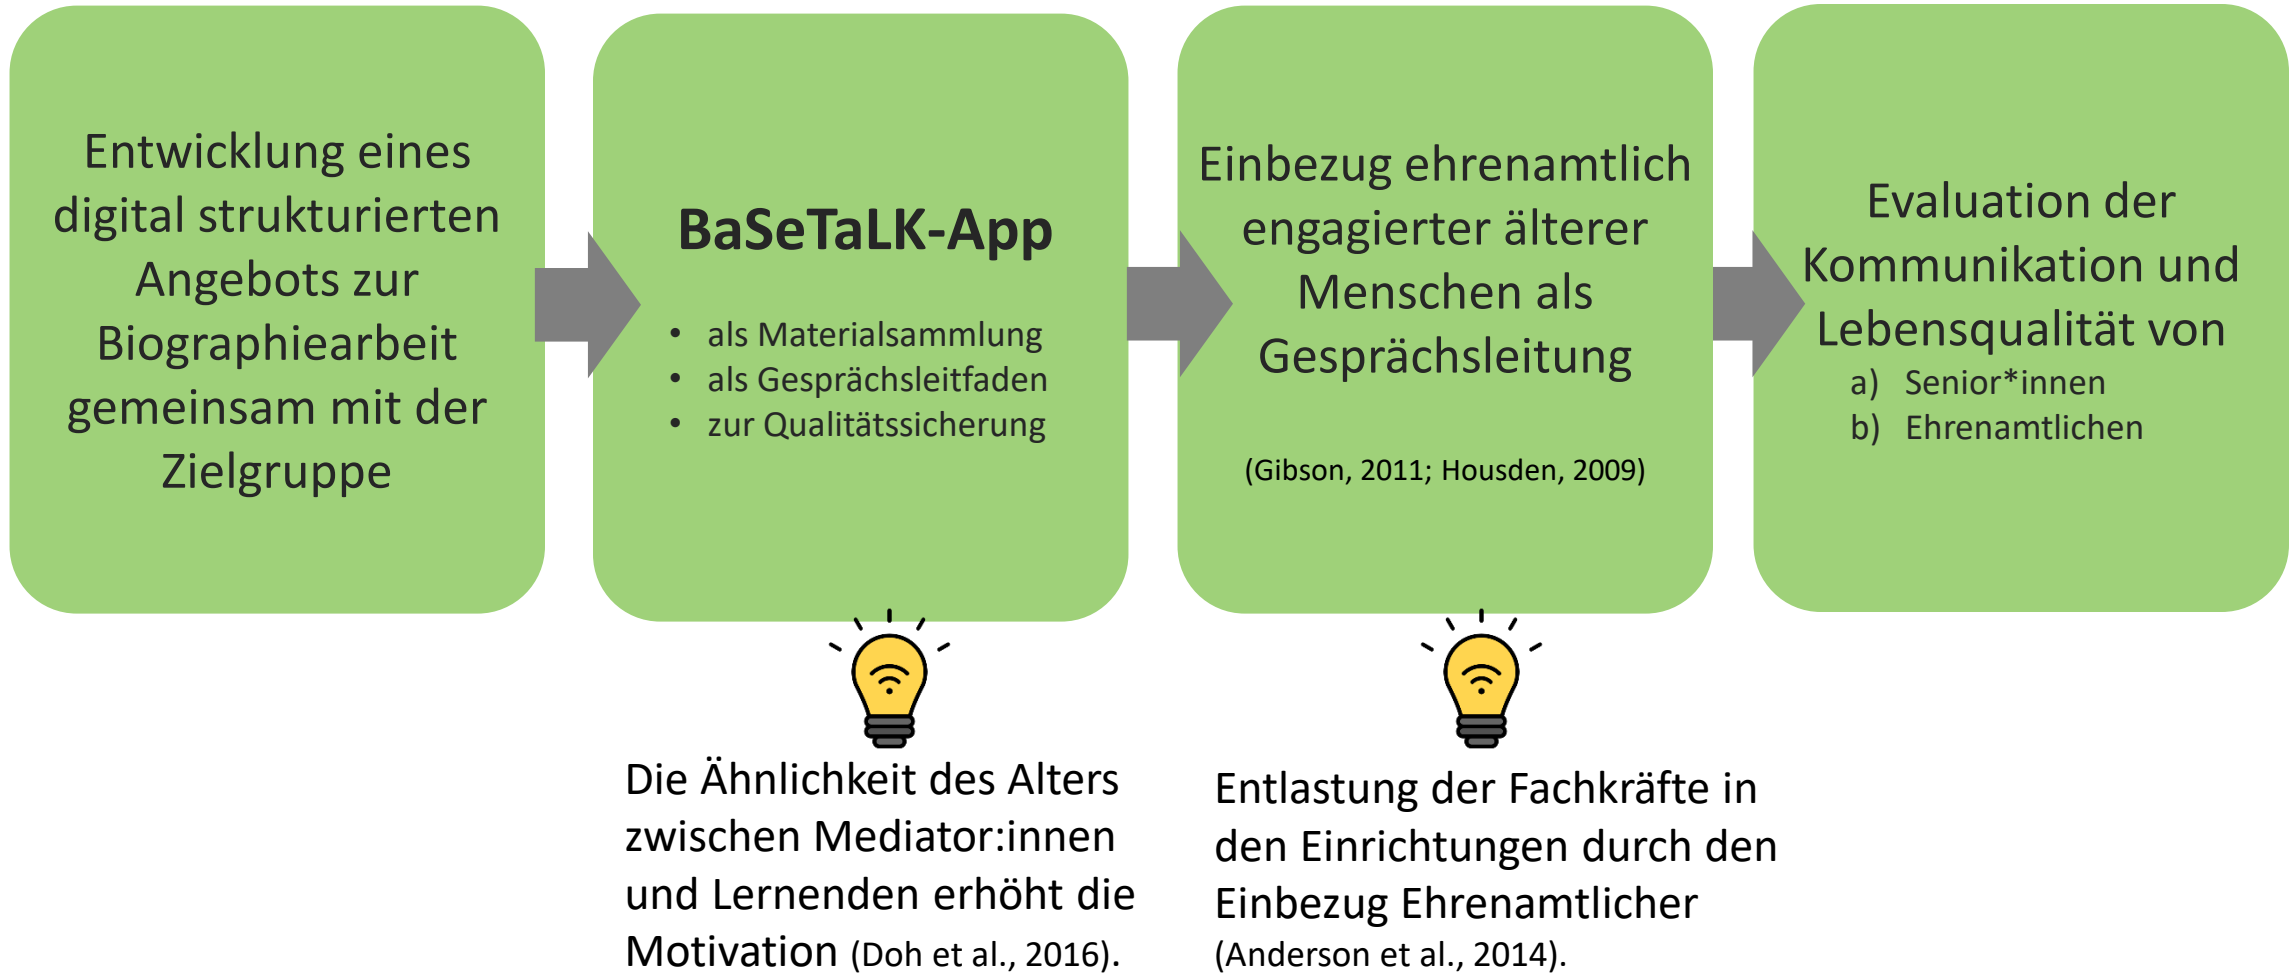 Entwicklung eines
digital strukturierten
Angebots zur
Biographiearbeit
gemeinsam mit der
Zielgruppe
BaSeTaLK-App
• als Materialsammlung
• als Gesprächsleitfaden
• zur Qualitätssicherung
Einbezug ehrenamtlich
engagierter älterer
Menschen als
Gesprächsleitung
(Gibson, 2011; Housden, 2009)
Evaluation der
Kommunikation und
Lebensqualität von
a) Senior*innen
b) Ehrenamtlichen
Die Ähnlichkeit des Alters
zwischen Mediator:innen
und Lernenden erhöht die
Motivation (Doh et al., 2016).
Entlastung der Fachkräfte in
den Einrichtungen durch den
Einbezug Ehrenamtlicher
(Anderson et al., 2014).